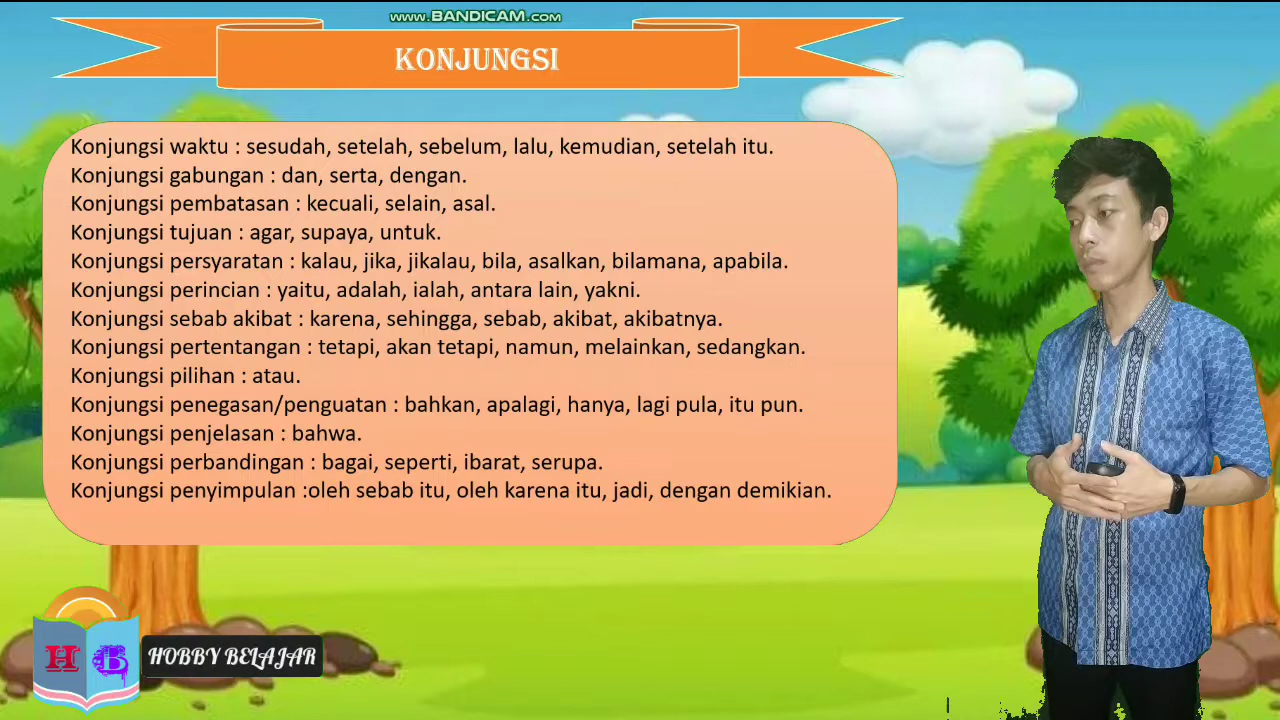 www.BANDICAM.com
KONJUNGSI
Konjungsi waktu : sesudah, setelah, sebelum, lalu, kemudian, setelah itu.
Konjungsi gabungan : dan, serta, dengan.
Konjungsi pembatasan : kecuali, selain, asal.
Konjungsi tujuan : agar, supaya, untuk.
Konjungsi persyaratan : kalau, jika, jikalau, bila, asalkan, bilamana, apabila.
Konjungsi perincian : yaitu, adalah, ialah, antara lain, yakni.
Konjungsi sebab akibat : karena, sehingga, sebab, akibat, akibatnya.
Konjungsi pertentangan : tetapi, akan tetapi, namun, melainkan, sedangkan.
Konjungsi pilihan : atau.
Konjungsi penegasan/penguatan : bahkan, apalagi, hanya, lagi pula, itu pun.
Konjungsi penjelasan : bahwa.
Konjungsi perbandingan : bagai, seperti, ibarat, serupa.
Konjungsi penyimpulan :oleh sebab itu, oleh karena itu, jadi, dengan demikian.
H B
HOBBY BELAJAR